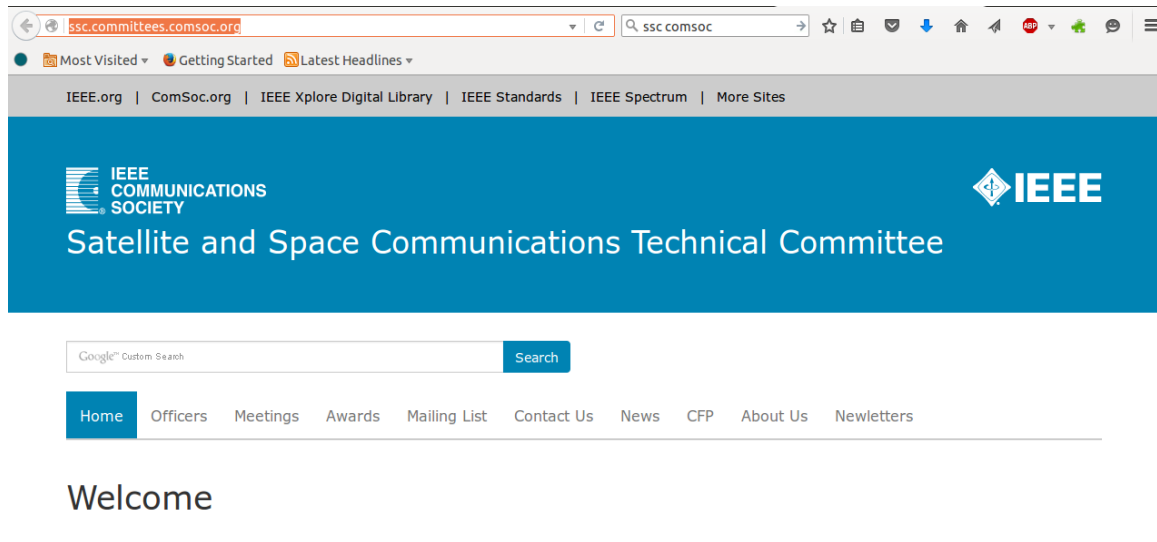 ssc.committees.comsoc.org ssc comsoc ABP
Most Visited Getting Started Latest Headlines
IEEE.org | ComSoc.org | IEEE Xplore Digital Library | IEEE Standards | IEEE Spectrum | More Sites
IEEE
COMMUNICATIONS
SOCIETY
®
IEEE
Satellite and Space Communications Technical Committee
Google™ Custom Search Search
Home Officers Meetings Awards Mailing List Contact Us News CFP About Us Newletters
Welcome